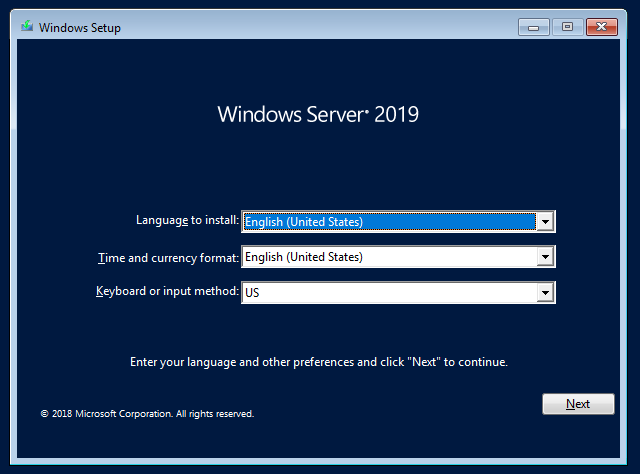 Windows Setup
Windows Server® 2019
Language to install: English (United States)
Time and currency format: English (United States)
Keyboard or input method: US
Enter your language and other preferences and click "Next" to continue.
© 2018 Microsoft Corporation. All rights reserved.
Next